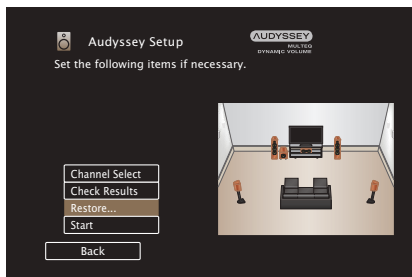 Audyssey Setup
AUDYSSEY
MULTEQ
DYNAMIC VOLUME
Set the following items if necessary.
Channel Select
Check Results
Restore...
Start
Back